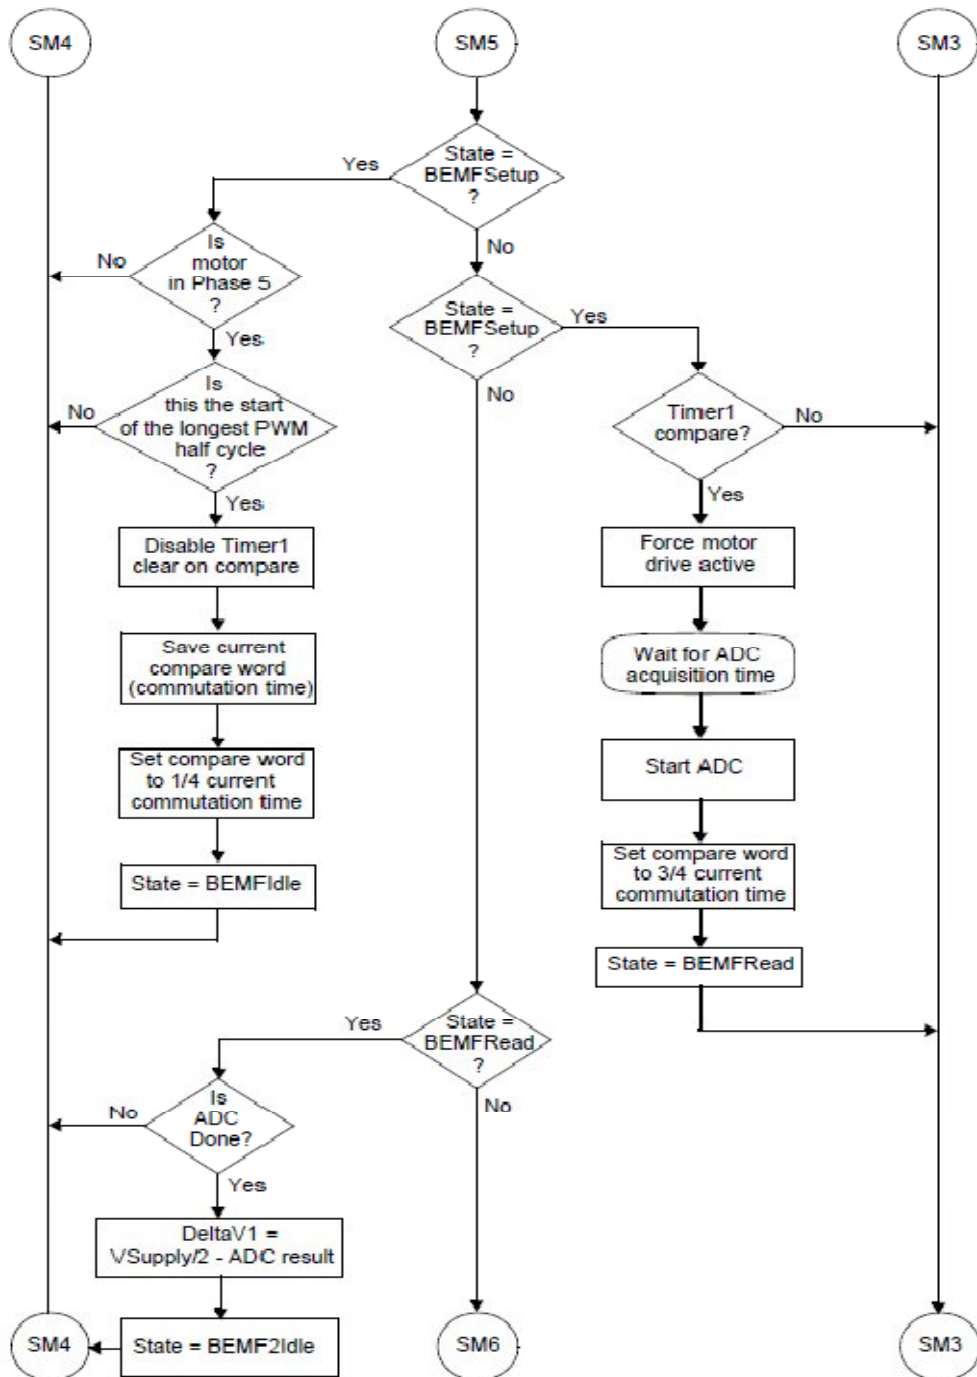 SM4
SM5
SM3
State =
BEMFSetup
?
Yes
No
Is
motor
in Phase 5
?
No
Yes
State =
BEMFSetup
?
Yes
No
Is
this the start
of the longest PWM
half cycle
?
No
Yes
Timer1
compare?
No
Yes
Disable Timer1
clear on compare
Force motor
drive active
Save current
compare word
(commutation time)
Wait for ADC
acquisition time
Set compare word
to 1/4 current
commutation time
Start ADC
State = BEMFIdle
Set compare word
to 3/4 current
commutation time
State = BEMFRead
State =
BEMFRead
?
Yes
No
Is
ADC
Done?
No
Yes
DeltaV1 =
VSupply/2 - ADC result
State = BEMF2Idle
SM4
SM6
SM3